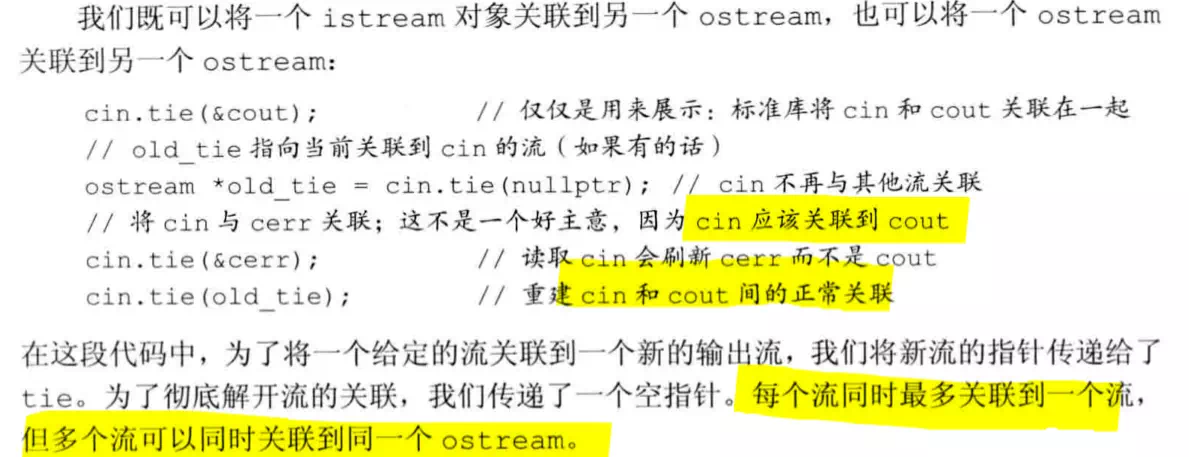 我们既可以将一个 istream 对象关联到另一个 ostream，也可以将一个 ostream
关联到另一个 ostream：
cin.tie(&cout); // 仅仅是用来展示：标准库将 cin 和 cout 关联在一起
// old_tie 指向当前关联到 cin 的流（如果有的话）
ostream *old_tie = cin.tie(nullptr); // cin 不再与其他流关联
// 将 cin 与 cerr 关联；这不是一个好主意，因为 cin 应该关联到 cout
cin.tie(&cerr); // 读取 cin 会刷新 cerr 而不是 cout
cin.tie(old_tie); // 重建 cin 和 cout 间的正常关联
在这段代码中，为了将一个给定的流关联到一个新的输出流，我们将新流的指针传递给了
tie。为了彻底解开流的关联，我们传递了一个空指针。每个流同时最多关联到一个流，
但多个流可以同时关联到同一个 ostream。